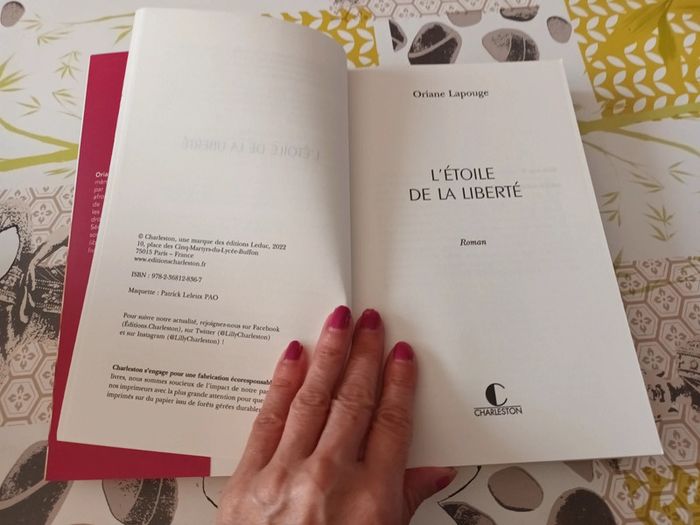 © Charleston, une marque des éditions Leduc, 2022
10, place des Cinq-Martyrs-du-Lycée-Buffon
75015 Paris – France
www.editionscharleston.fr
ISBN : 978-2-36812-836-7
Maquette : Patrick Leleux PAO
Pour suivre notre actualité, rejoignez-nous sur Facebook
(Éditions.Charleston), sur Twitter (@LillyCharleston)
et sur Instagram (@LillyCharleston) !
Charleston s'engage pour une fabrication écoresponsable
livres, nous sommes soucieux de l'impact de notre
nos imprimeurs avec la plus grande attention pour que
imprimés sur du papier issu de forêts gérées
Oriane Lapouge
L'ÉTOILE
DE LA LIBERTÉ
Roman
C
CHARLESTON